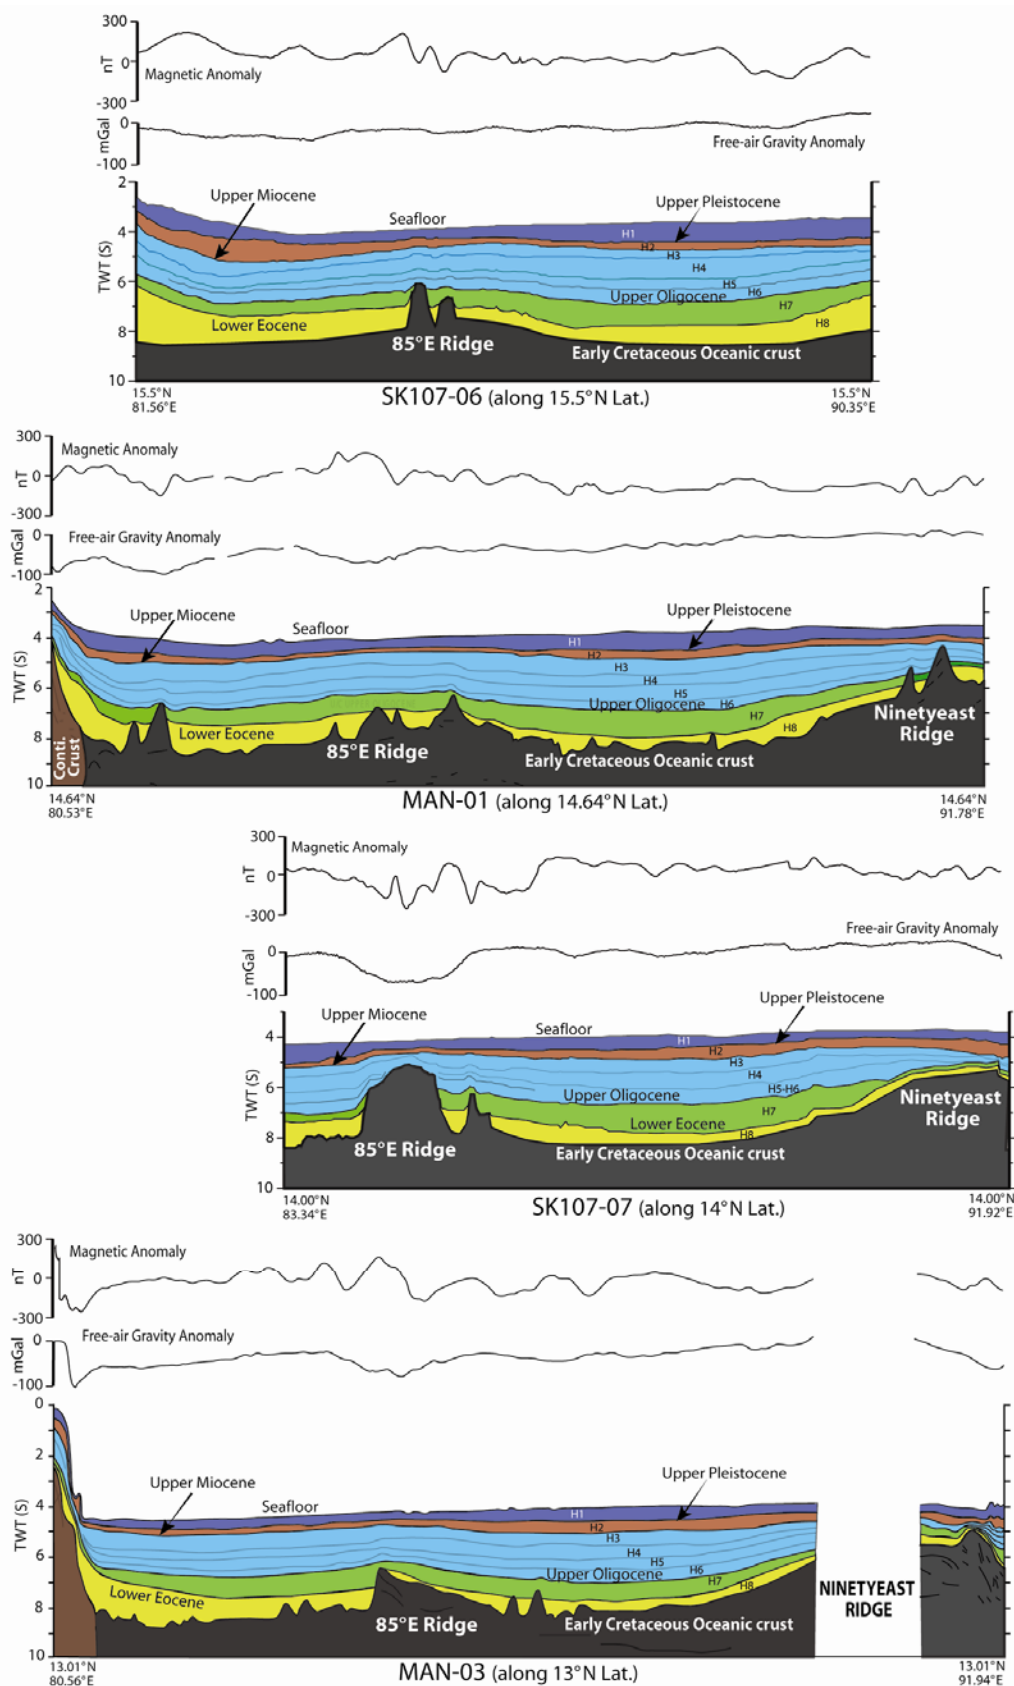 300
nT
0
Magnetic Anomaly
-300
0
mGal
Free-air Gravity Anomaly
-100
2
Upper Miocene
Upper Pleistocene
Seafloor
H1
4
H2
H3
TWT (S)
H4
6
H5
H6
Upper Oligocene
H7
Lower Eocene
H8
8
85°E Ridge
Early Cretaceous Oceanic crust
10
15.5°N
81.56°E
SK107-06 (along 15.5°N Lat.)
15.5°N
90.35°E
300
Magnetic Anomaly
nT
0
-300
0
Free-air Gravity Anomaly
mGal
-100
2
Upper Miocene
Upper Pleistocene
Seafloor
4
H1
H2
H3
TWT (S)
H4
6
H5
Upper Oligocene
H6
H7
Ninetyeast
Ridge
Lower Eocene
H8
8
Conti.
Crust
85°E Ridge
Early Cretaceous Oceanic crust
10
14.64°N
80.53°E
MAN-01 (along 14.64°N Lat.)
14.64°N
91.78°E
300
Magnetic Anomaly
nT
0
-300
Free-air Gravity Anomaly
0
mGal
-100
Upper Miocene
Upper Pleistocene
Seafloor
4
H1
H2
H3
TWT (S)
H4
6
Upper Oligocene
H5-H6
H7
Ninetyeast
Ridge
Lower Eocene
H8
8
85°E Ridge
Early Cretaceous Oceanic crust
10
14.00°N
83.34°E
SK107-07 (along 14°N Lat.)
14.00°N
91.92°E
300
Magnetic Anomaly
nT
0
-300
0
Free-air Gravity Anomaly
mGal
-100
0
2
Upper Miocene
Upper Pleistocene
Seafloor
4
H1
TWT (S)
H2
H3
H4
6
H5
Upper Oligocene
H6
H7
H8
Lower Eocene
NINETYEAST
RIDGE
8
85°E Ridge
Early Cretaceous Oceanic crust
10
13.01°N
80.56°E
MAN-03 (along 13°N Lat.)
13.01°N
91.94°E